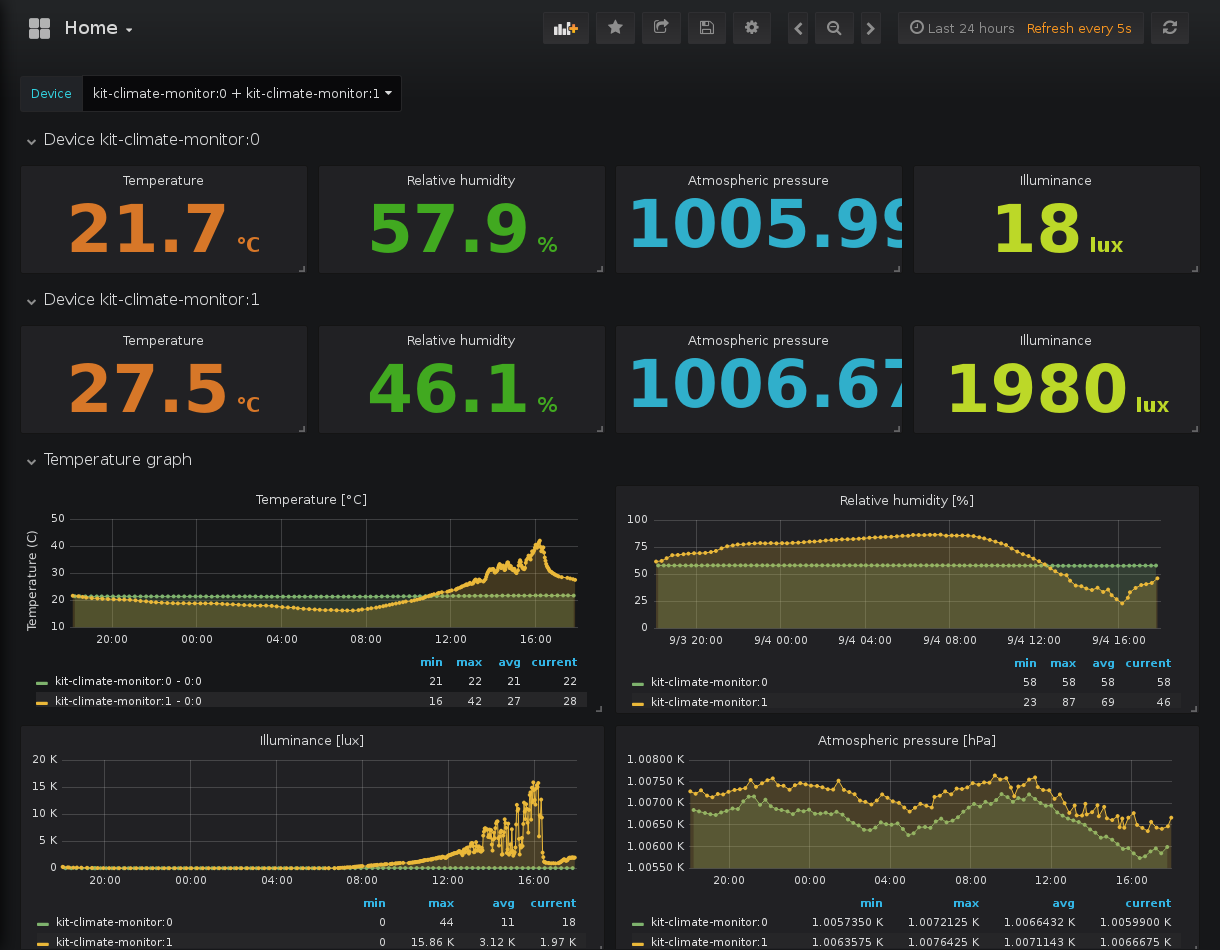 Home
Last 24 hours Refresh every 5s
Device kit-climate-monitor:0 + kit-climate-monitor:1
Device kit-climate-monitor:0
Temperature Relative humidity Atmospheric pressure Illuminance
21.7 °C 57.9 % 1005.99 18 lux
Device kit-climate-monitor:1
Temperature Relative humidity Atmospheric pressure Illuminance
27.5 °C 46.1 % 1006.67 1980 lux
Temperature graph
Temperature [°C]
Temperature (C)
50
40
30
20
10
20:00 00:00 04:00 08:00 12:00 16:00
min max avg current
kit-climate-monitor:0 - 0:0 21 22 21 22
kit-climate-monitor:1 - 0:0 16 42 27 28
Relative humidity [%]
100
75
50
25
0
9/3 20:00 9/4 00:00 9/4 04:00 9/4 08:00 9/4 12:00 9/4 16:00
min max avg current
kit-climate-monitor:0 58 58 58 58
kit-climate-monitor:1 23 87 69 46
Illuminance [lux]
20 K
15 K
10 K
5 K
0
20:00 00:00 04:00 08:00 12:00 16:00
min max avg current
kit-climate-monitor:0 0 44 11 18
kit-climate-monitor:1 0 15.86 K 3.12 K 1.97 K
Atmospheric pressure [hPa]
1.00800 K
1.00750 K
1.00700 K
1.00650 K
1.00600 K
1.00550 K
20:00 00:00 04:00 08:00 12:00 16:00
min max avg current
kit-climate-monitor:0 1.0057350 K 1.0072125 K 1.0066432 K 1.0059900 K
kit-climate-monitor:1 1.0063575 K 1.0076425 K 1.0071143 K 1.0066675 K